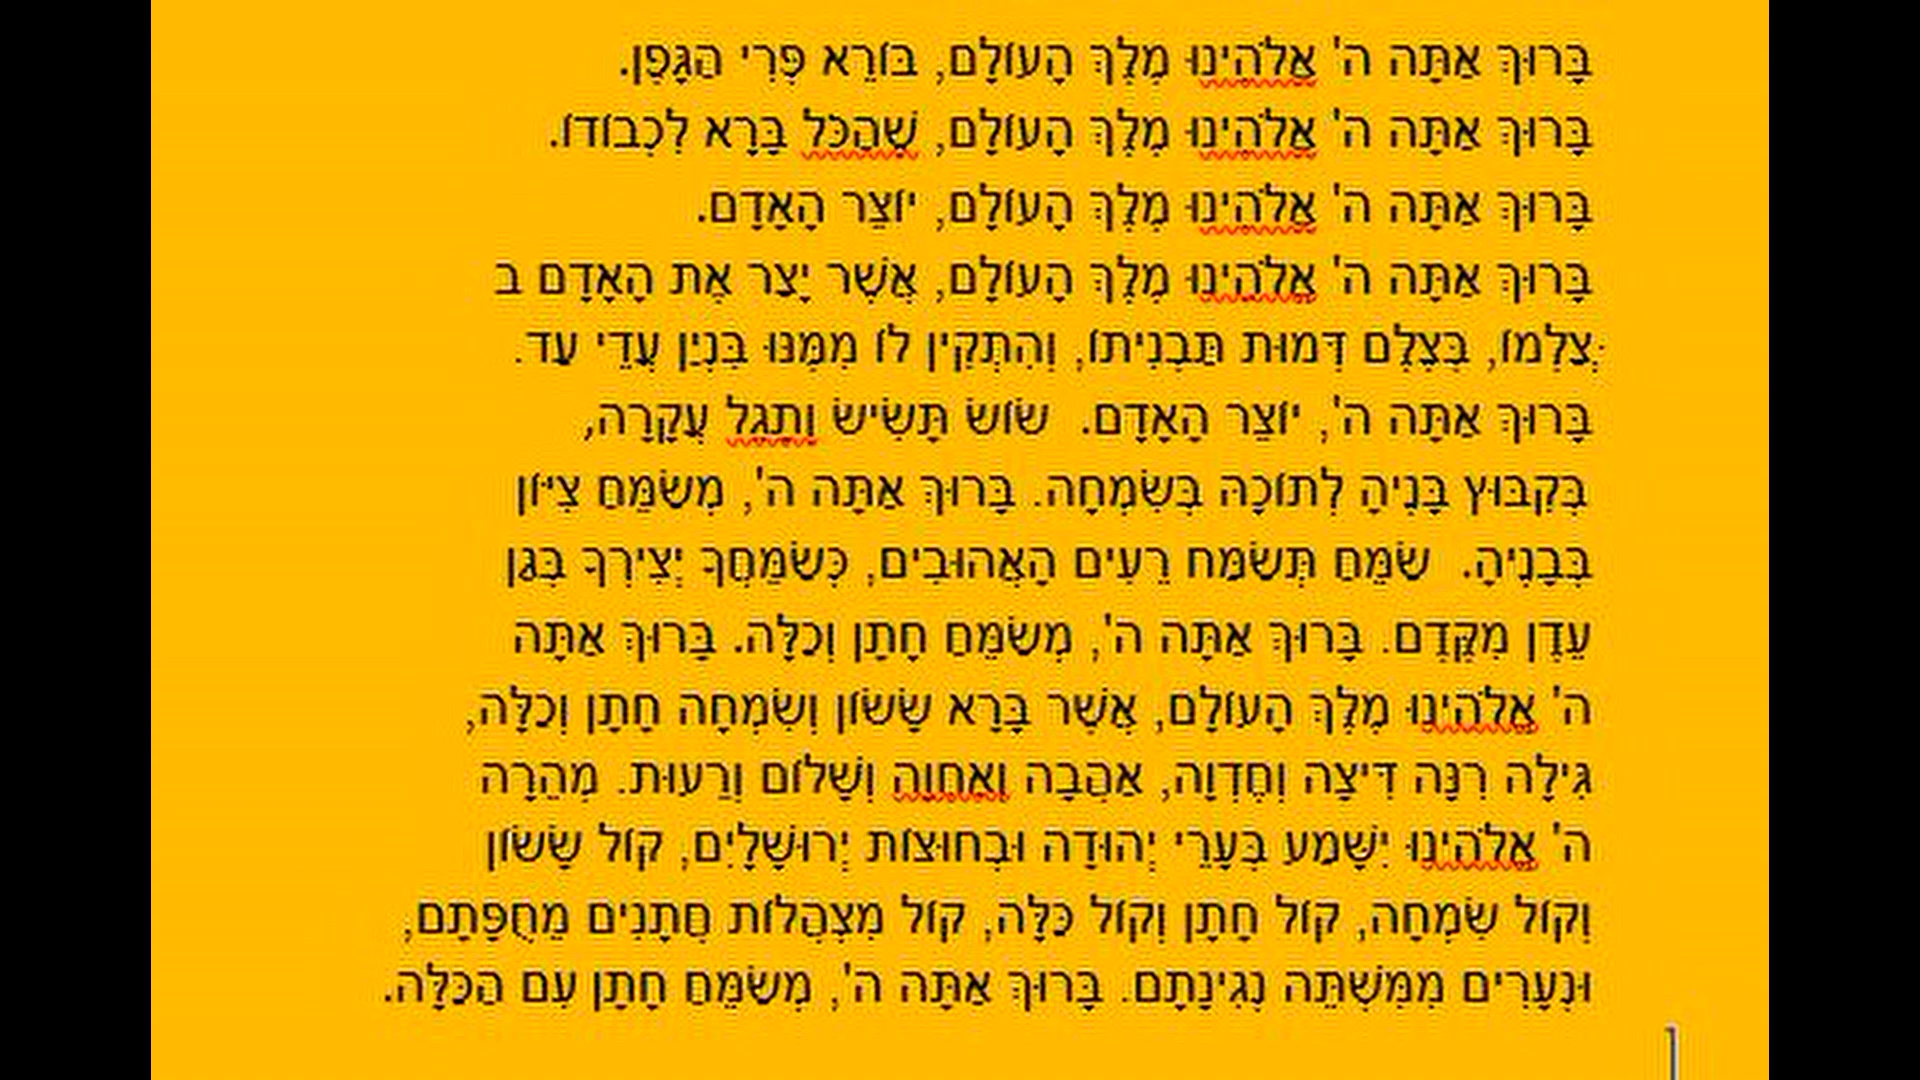 בָּרוּךְ אַתָּה ה' אֱלֹהֵינוּ מֶלֶךְ הָעוֹלָם, בּוֹרֵא פְּרִי הַגָּפֶן.
בָּרוּךְ אַתָּה ה' אֱלֹהֵינוּ מֶלֶךְ הָעוֹלָם, שֶׁהַכֹּל בָּרָא לִכְבוֹדוֹ.
בָּרוּךְ אַתָּה ה' אֱלֹהֵינוּ מֶלֶךְ הָעוֹלָם, יוֹצֵר הָאָדָם.
בָּרוּךְ אַתָּה ה' אֱלֹהֵינוּ מֶלֶךְ הָעוֹלָם, אֲשֶׁר יָצַר אֶת הָאָדָם ב
ְּצַלְמוֹ, בְּצֶלֶם דְּמוּת תַּבְנִיתוֹ, וְהִתְקִין לוֹ מִמֶּנּוּ בִּנְיַן עֲדֵי עַד.
בָּרוּךְ אַתָּה ה', יוֹצֵר הָאָדָם.  שׂוֹשׂ תָּשִׂישׂ וְתָגֵל עֲקָרָה,
בְּקִבּוּץ בָּנֶיהָ לְתוֹכָהּ בְּשִׂמְחָה. בָּרוּךְ אַתָּה ה', מְשַׂמֵּחַ צִיּוֹן
בְּבָנֶיהָ.  שַׂמֵּחַ תְּשַׂמַּח רֵעִים הָאֲהוּבִים, כְּשַׂמֵּחֲךָ יְצִירְךָ בְּגַן
עֵדֶן מִקֶּדֶם. בָּרוּךְ אַתָּה ה', מְשַׂמֵּחַ חָתָן וְכַלָּה. בָּרוּךְ אַתָּה
ה' אֱלֹהֵינוּ מֶלֶךְ הָעוֹלָם, אֲשֶׁר בָּרָא שָׂשׂוֹן וְשִׂמְחָה חָתָן וְכַלָּה,
גִּילָה רִנָּה דִּיצָה וְחֶדְוָה, אַהֲבָה וְאַחֲוָה וְשָׁלוֹם וְרֵעוּת. מְהֵרָה
ה' אֱלֹהֵינוּ יִשָּׁמַע בְּעָרֵי יְהוּדָה וּבְחוּצוֹת יְרוּשָׁלָיִם, קוֹל שָׂשׂוֹן
וְקוֹל שִׂמְחָה, קוֹל חָתָן וְקוֹל כַּלָּה, קוֹל מִצְהֲלוֹת חֲתָנִים מֵחֻפָּתָם,
וּנְעָרִים מִמִּשְׁתֵּה נְגִינָתָם. בָּרוּךְ אַתָּה ה', מְשַׂמֵּחַ חָתָן עִם הַכַּלָּה.